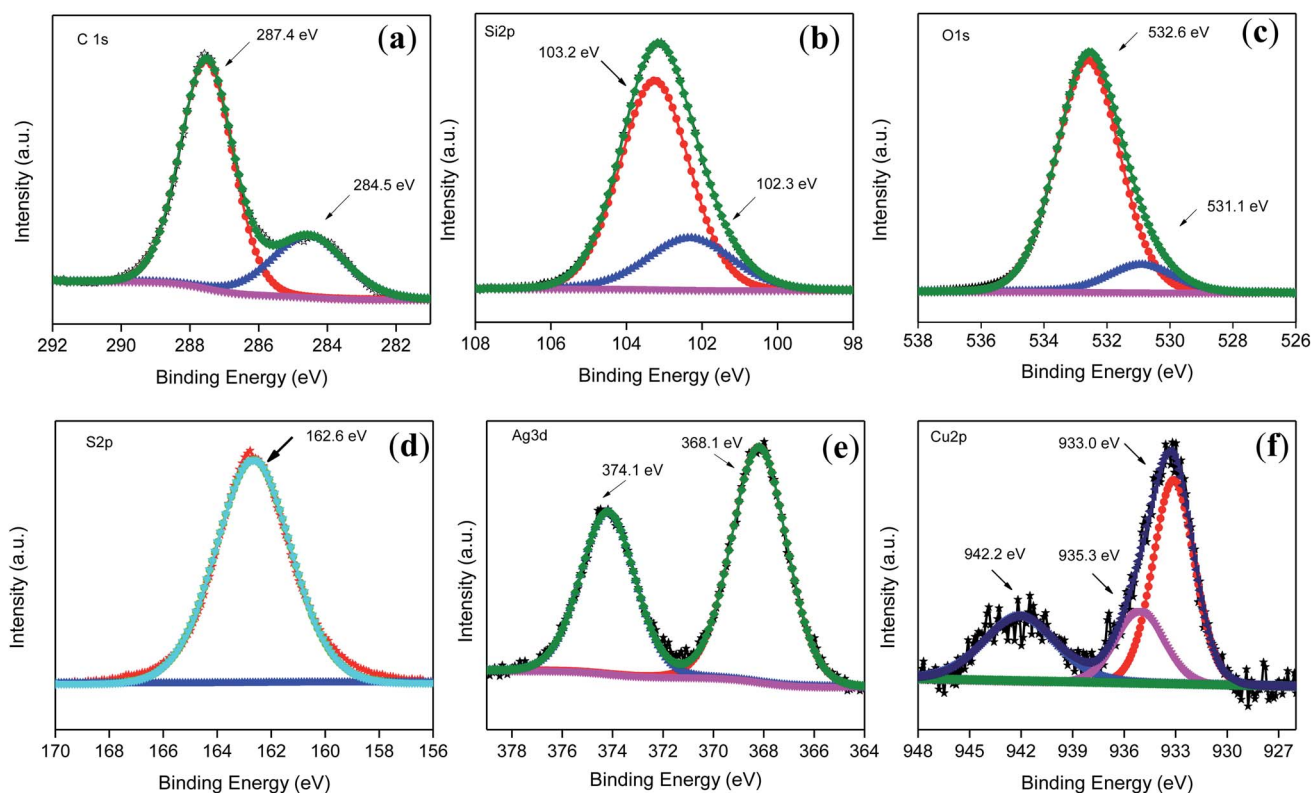 C 1s
(a)
287.4 eV
284.5 eV
Intensity (a.u.)
292 290 288 286 284 282
Binding Energy (eV)
Si2p
(b)
103.2 eV
102.3 eV
Intensity (a.u.)
108 106 104 102 100 98
Binding Energy (eV)
O1s
(c)
532.6 eV
531.1 eV
Intensity (a.u.)
538 536 534 532 530 528 526
Binding Energy (eV)
S2p
(d)
162.6 eV
Intensity (a.u.)
170 168 166 164 162 160 158 156
Binding Energy (eV)
Ag3d
(e)
374.1 eV
368.1 eV
Intensity (a.u.)
378 376 374 372 370 368 366 364
Binding Energy (eV)
Cu2p
(f)
933.0 eV
942.2 eV
935.3 eV
Intensity (a.u.)
948 945 942 939 936 933 930 927
Binding Energy (eV)